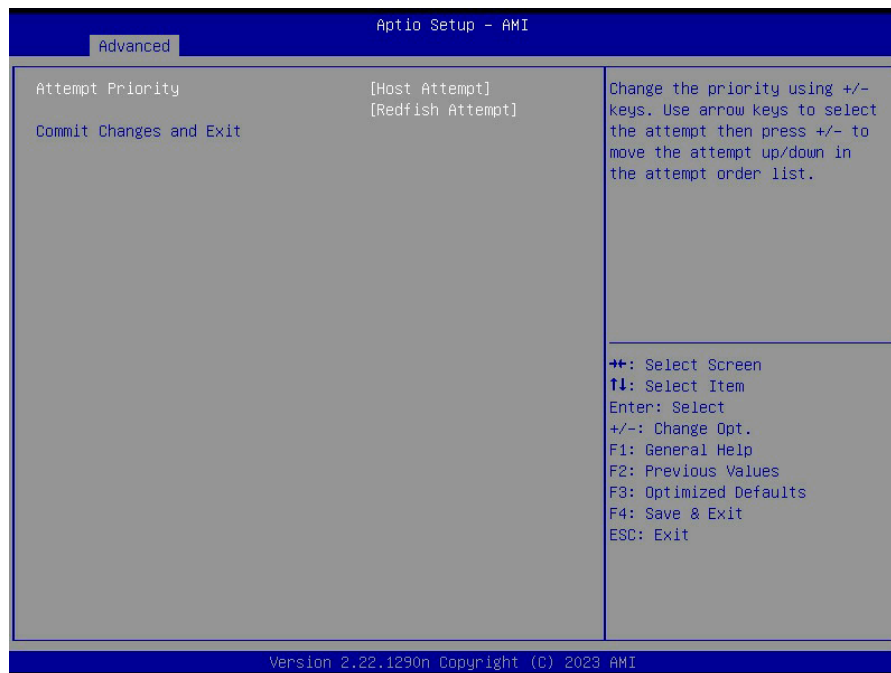 Aptio Setup – AMI
Advanced
Attempt Priority [Host Attempt]
[Redfish Attempt]
Commit Changes and Exit
Change the priority using +/-
keys. Use arrow keys to select
the attempt then press +/- to
move the attempt up/down in
the attempt order list.
→←: Select Screen
↑↓: Select Item
Enter: Select
+/-: Change Opt.
F1: General Help
F2: Previous Values
F3: Optimized Defaults
F4: Save & Exit
ESC: Exit
Version 2.22.1290n Copyright (C) 2023 AMI